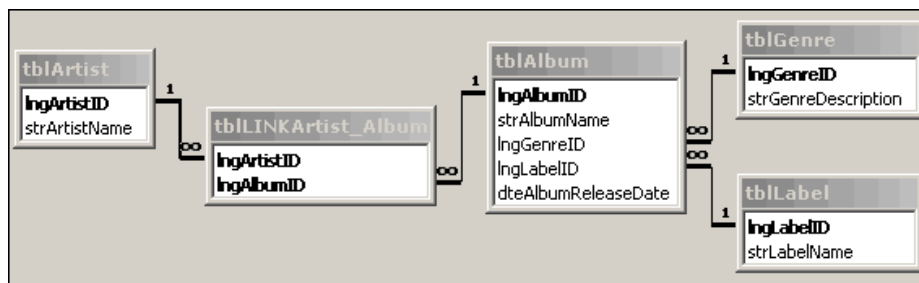 tblArtist
lngArtistID
strArtistName
1
∞
tblLINKArtist_Album
lngArtistID
lngAlbumID
∞
1
tblAlbum
lngAlbumID
strAlbumName
lngGenreID
lngLabelID
dteAlbumReleaseDate
∞
∞
1
tblGenre
lngGenreID
strGenreDescription
1
tblLabel
lngLabelID
strLabelName